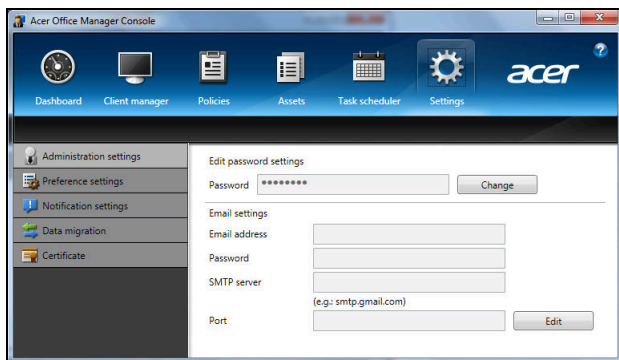 Acer Office Manager Console
?
Dashboard Client manager Policies Assets Task scheduler Settings acer
Administration settings
Preference settings
Notification settings
Data migration
Certificate
Edit password settings
Password ******** Change
Email settings
Email address
Password
SMTP server
(e.g.: smtp.gmail.com)
Port Edit